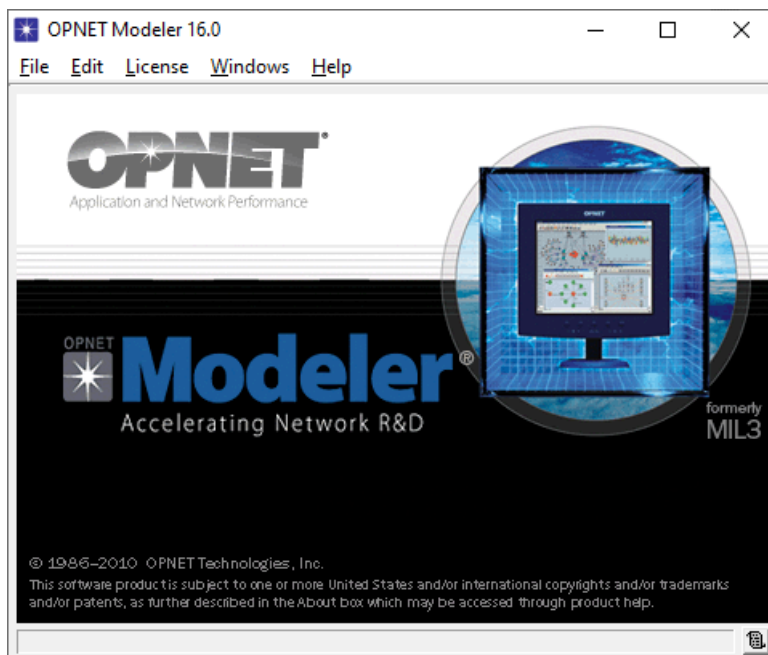 OPNET Modeler 16.0
File Edit License Windows Help
OPNET®
Application and Network Performance
OPNET
OPNET
Modeler®
Accelerating Network R&D
formerly
MIL3
© 1986–2010 OPNET Technologies, Inc.
This software product is subject to one or more United States and/or international copyrights and/or trademarks
and/or patents, as further described in the About box which may be accessed through product help.